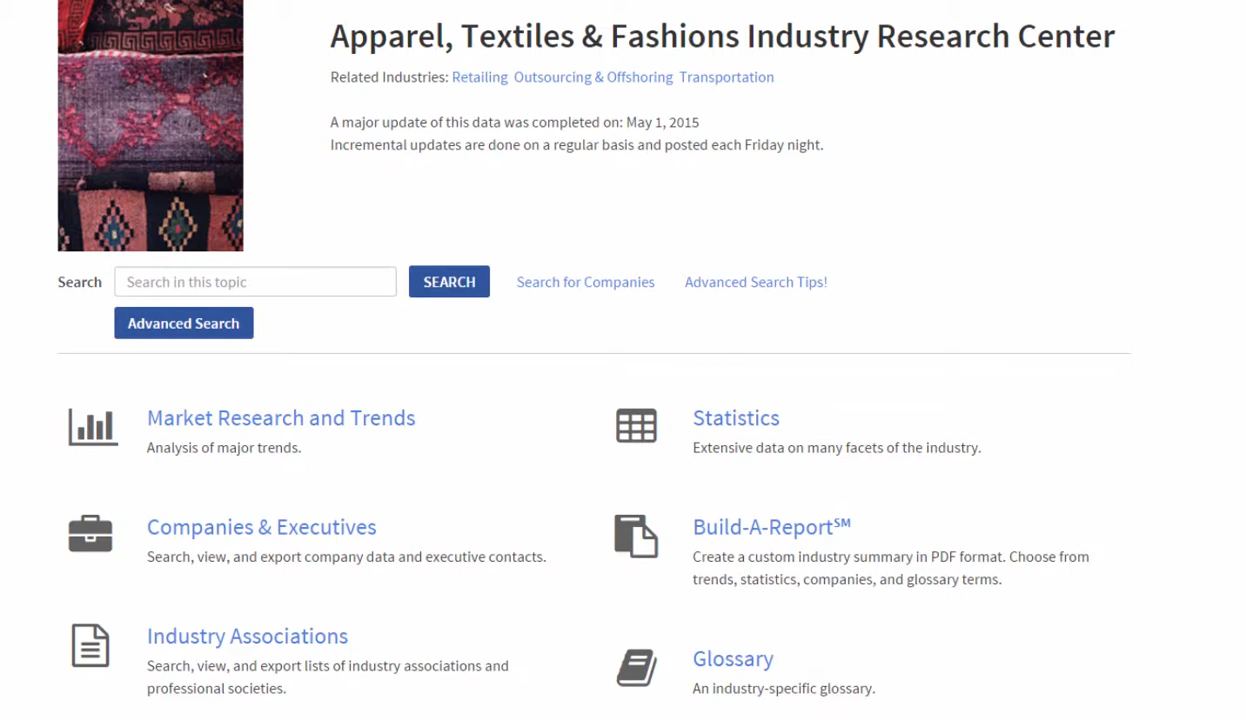 Apparel, Textiles & Fashions Industry Research Center
Related Industries: Retailing Outsourcing & Offshoring Transportation
A major update of this data was completed on: May 1, 2015
Incremental updates are done on a regular basis and posted each Friday night.
Search Search in this topic SEARCH Search for Companies Advanced Search Tips!
Advanced Search
Market Research and Trends
Analysis of major trends.
Statistics
Extensive data on many facets of the industry.
Companies & Executives
Search, view, and export company data and executive contacts.
Build-A-Report℠
Create a custom industry summary in PDF format. Choose from
trends, statistics, companies, and glossary terms.
Industry Associations
Search, view, and export lists of industry associations and
professional societies.
Glossary
An industry-specific glossary.